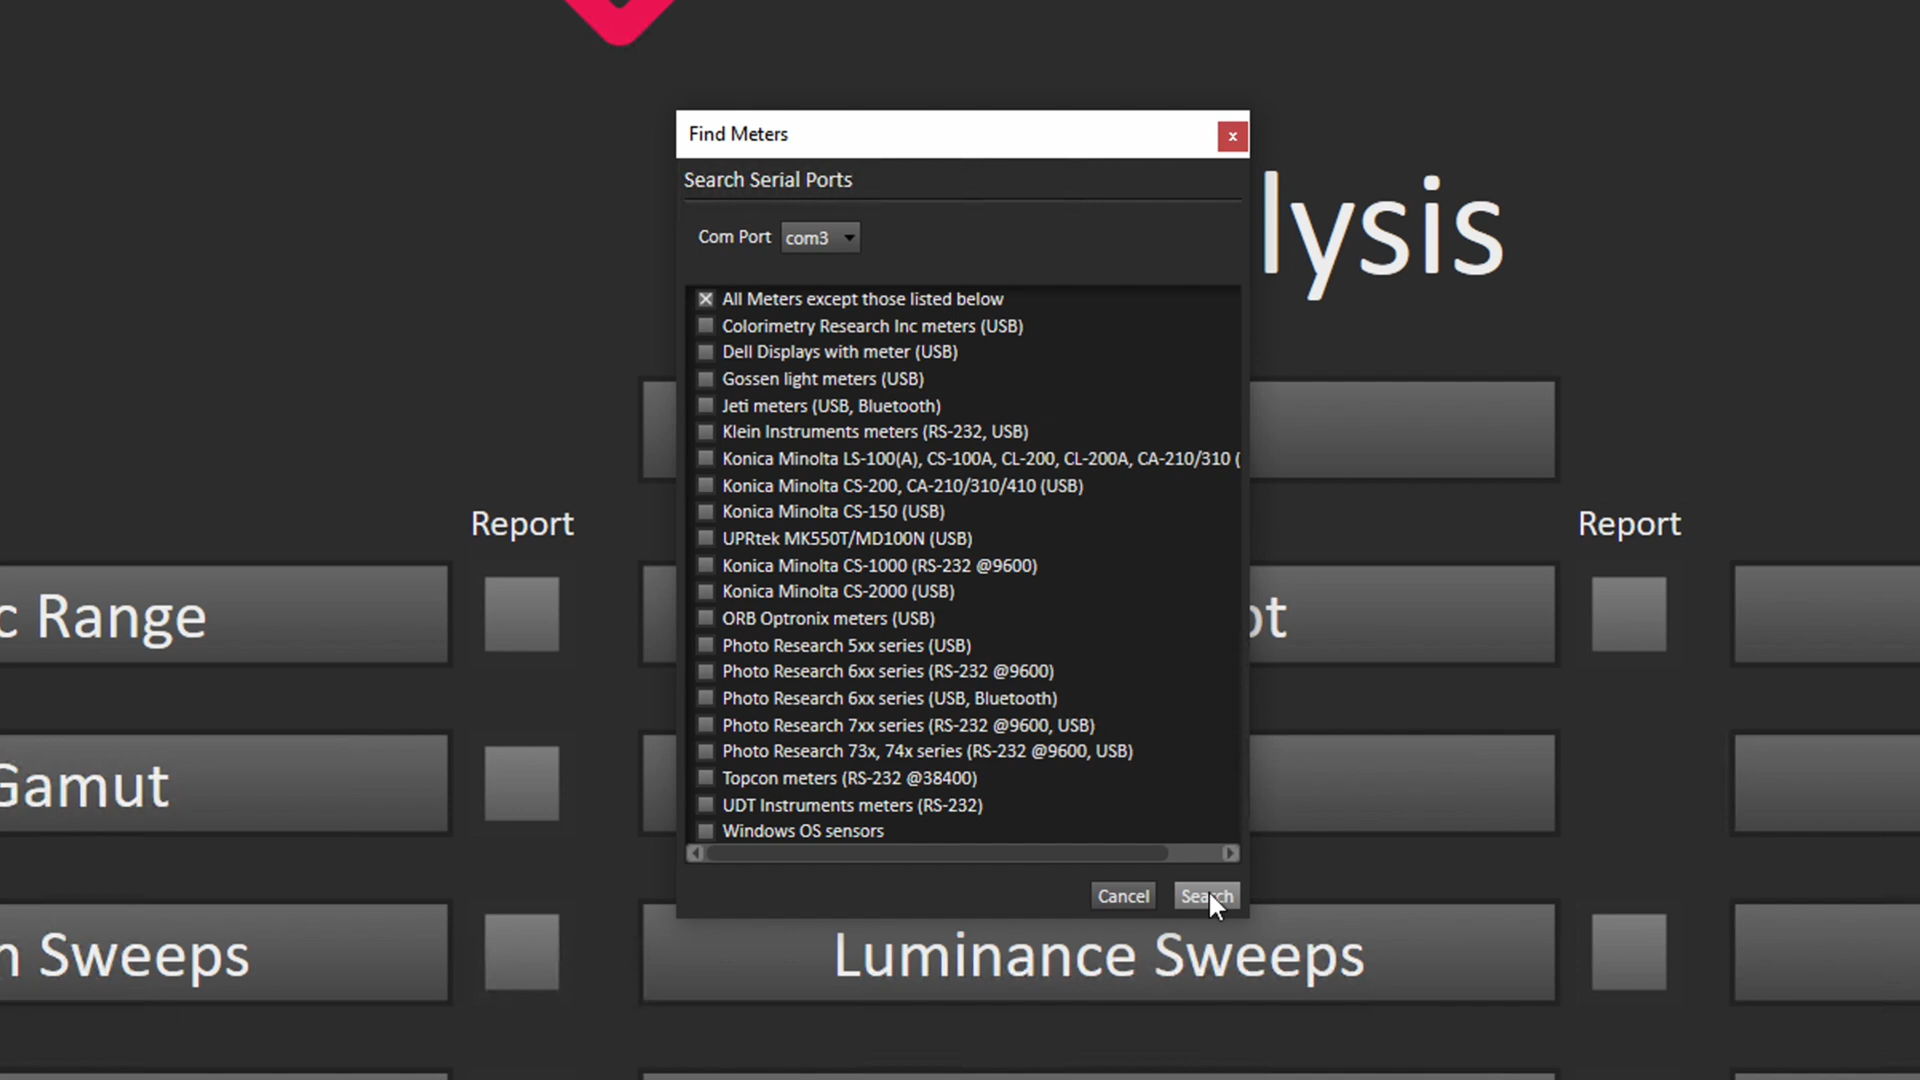 Find Meters
x
Search Serial Ports
Com Port com3
lysis
All Meters except those listed below
Colorimetry Research Inc meters (USB)
Dell Displays with meter (USB)
Gossen light meters (USB)
Jeti meters (USB, Bluetooth)
Klein Instruments meters (RS-232, USB)
Konica Minolta LS-100(A), CS-100A, CL-200, CL-200A, CA-210/310 (
Konica Minolta CS-200, CA-210/310/410 (USB)
Konica Minolta CS-150 (USB)
UPRtek MK550T/MD100N (USB)
Konica Minolta CS-1000 (RS-232 @9600)
Konica Minolta CS-2000 (USB)
ORB Optronix meters (USB)
Photo Research 5xx series (USB)
Photo Research 6xx series (RS-232 @9600)
Photo Research 6xx series (USB, Bluetooth)
Photo Research 7xx series (RS-232 @9600, USB)
Photo Research 73x, 74x series (RS-232 @9600, USB)
Topcon meters (RS-232 @38400)
UDT Instruments meters (RS-232)
Windows OS sensors
Cancel Search
Report Report
c Range pt
Gamut
n Sweeps Luminance Sweeps